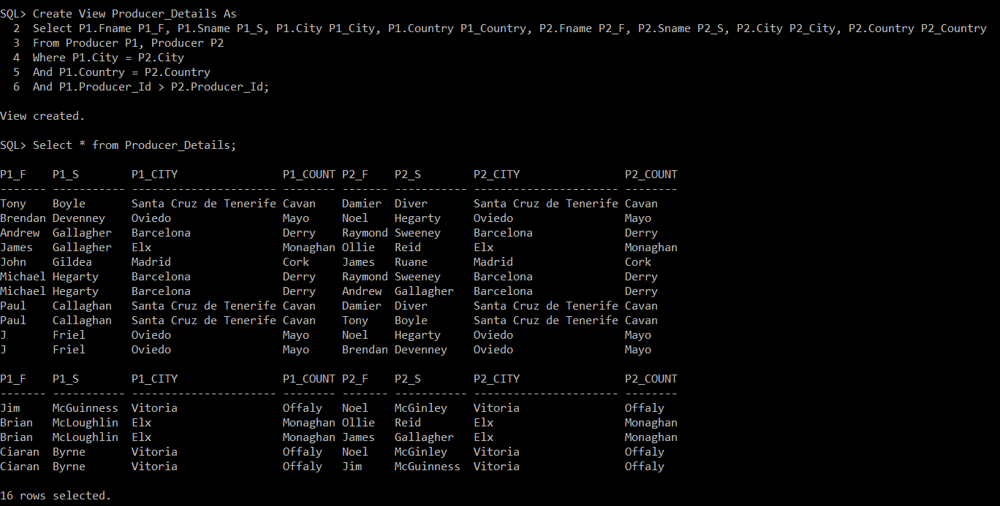 SQL> Create View Producer_Details As
  2  Select P1.Fname P1_F, P1.Sname P1_S, P1.City P1_City, P1.Country P1_Country, P2.Fname P2_F, P2.Sname P2_S, P2.City P2_City, P2.Country P2_Country
  3  From Producer P1, Producer P2
  4  Where P1.City = P2.City
  5  And P1.Country = P2.Country
  6  And P1.Producer_Id > P2.Producer_Id;

View created.

SQL> Select * from Producer_Details;

P1_F    P1_S        P1_CITY                P1_COUNT P2_F    P2_S        P2_CITY                P2_COUNT
------- ----------- ---------------------- -------- ------- ----------- ---------------------- --------
Tony    Boyle       Santa Cruz de Tenerife Cavan    Damier  Diver       Santa Cruz de Tenerife Cavan
Brendan Devenney    Oviedo                 Mayo     Noel    Hegarty     Oviedo                 Mayo
Andrew  Gallagher   Barcelona              Derry    Raymond Sweeney     Barcelona              Derry
James   Gallagher   Elx                    Monaghan Ollie   Reid        Elx                    Monaghan
John    Gildea      Madrid                 Cork     James   Ruane       Madrid                 Cork
Michael Hegarty     Barcelona              Derry    Raymond Sweeney     Barcelona              Derry
Michael Hegarty     Barcelona              Derry    Andrew  Gallagher   Barcelona              Derry
Paul    Callaghan   Santa Cruz de Tenerife Cavan    Damier  Diver       Santa Cruz de Tenerife Cavan
Paul    Callaghan   Santa Cruz de Tenerife Cavan    Tony    Boyle       Santa Cruz de Tenerife Cavan
J       Friel       Oviedo                 Mayo     Noel    Hegarty     Oviedo                 Mayo
J       Friel       Oviedo                 Mayo     Brendan Devenney    Oviedo                 Mayo

P1_F    P1_S        P1_CITY                P1_COUNT P2_F    P2_S        P2_CITY                P2_COUNT
------- ----------- ---------------------- -------- ------- ----------- ---------------------- --------
Jim     McGuinness  Vitoria                Offaly   Noel    McGinley    Vitoria                Offaly
Brian   McLoughlin  Elx                    Monaghan Ollie   Reid        Elx                    Monaghan
Brian   McLoughlin  Elx                    Monaghan James   Gallagher   Elx                    Monaghan
Ciaran  Byrne       Vitoria                Offaly   Noel    McGinley    Vitoria                Offaly
Ciaran  Byrne       Vitoria                Offaly   Jim     McGuinness  Vitoria                Offaly

16 rows selected.